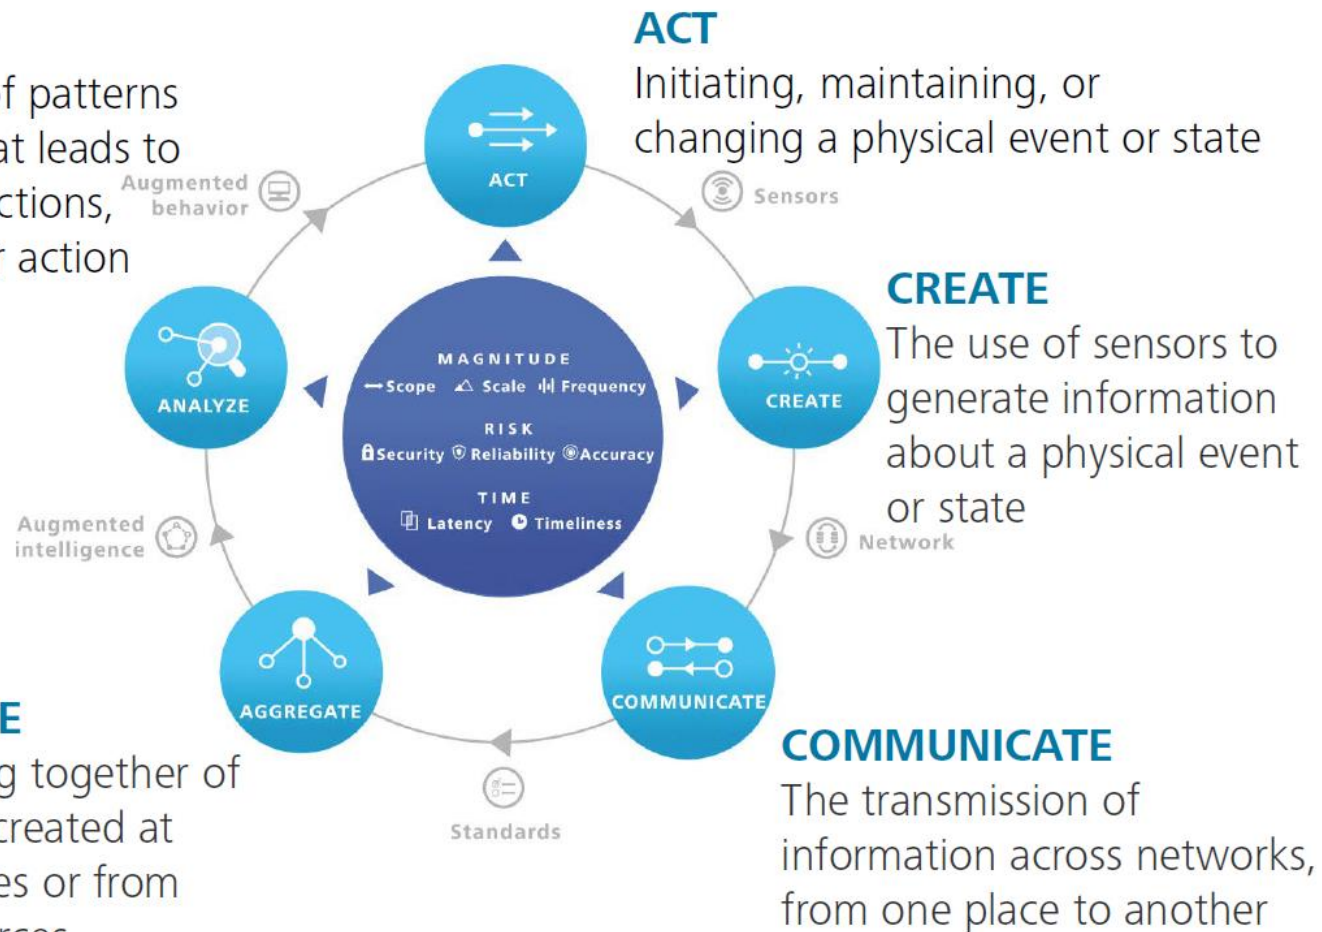 ACT
Initiating, maintaining, or
changing a physical event or state
of patterns
at leads to
ctions,
r action
Augmented
behavior
ACT
Sensors
CREATE
The use of sensors to
generate information
about a physical event
or state
ANALYZE
MAGNITUDE
Scope Scale Frequency
RISK
Security Reliability Accuracy
TIME
Latency Timeliness
CREATE
Augmented
intelligence
Network
AGGREGATE
COMMUNICATE
E
g together of
created at
es or from
Standards
COMMUNICATE
The transmission of
information across networks,
from one place to another